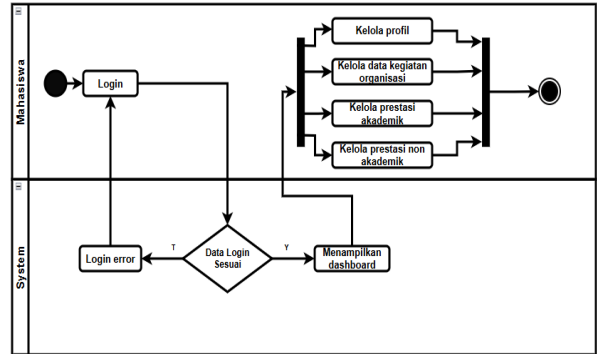 Mahasiswa
Login
Kelola profil
Kelola data kegiatan
organisasi
Kelola prestasi
akademik
Kelola prestasi non
akademik
System
Login error
T
Data Login
Sesuai
Y
Menampilkan
dashboard